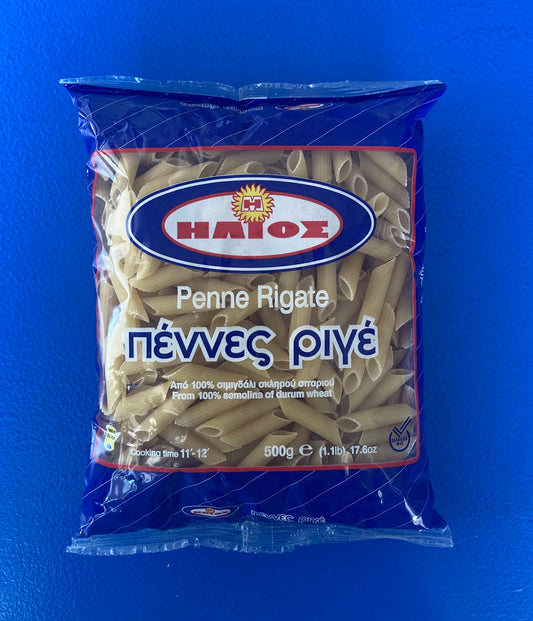 M
ΗΛΙΟΣ
Penne Rigate
πέννες ριγέ
Από 100% σιμιγδάλι σκληρού σιταριού
From 100% semolina of durum wheat
Cooking time 11'-12'
500g ℮ (1.1lb) 17.6oz
πέννες ριγέ